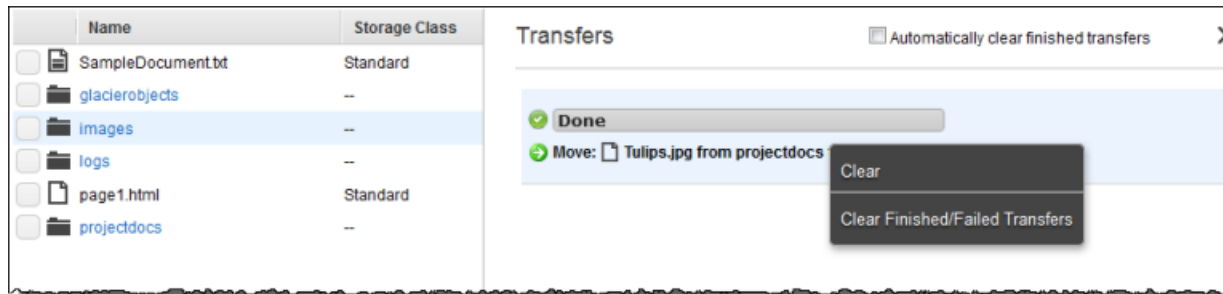 Name Storage Class
SampleDocument.txt Standard
glacierobjects --
images --
logs --
page1.html Standard
projectdocs --
Transfers Automatically clear finished transfers
Done
Move: Tulips.jpg from projectdocs
Clear
Clear Finished/Failed Transfers